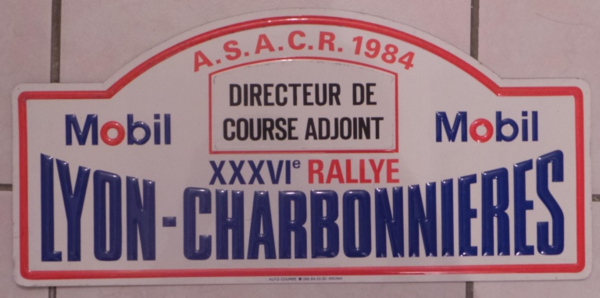 A.S.A.C.R. 1984
DIRECTEUR DE
COURSE ADJOINT
Mobil
Mobil
XXXVIe RALLYE
LYON-CHARBONNIERES